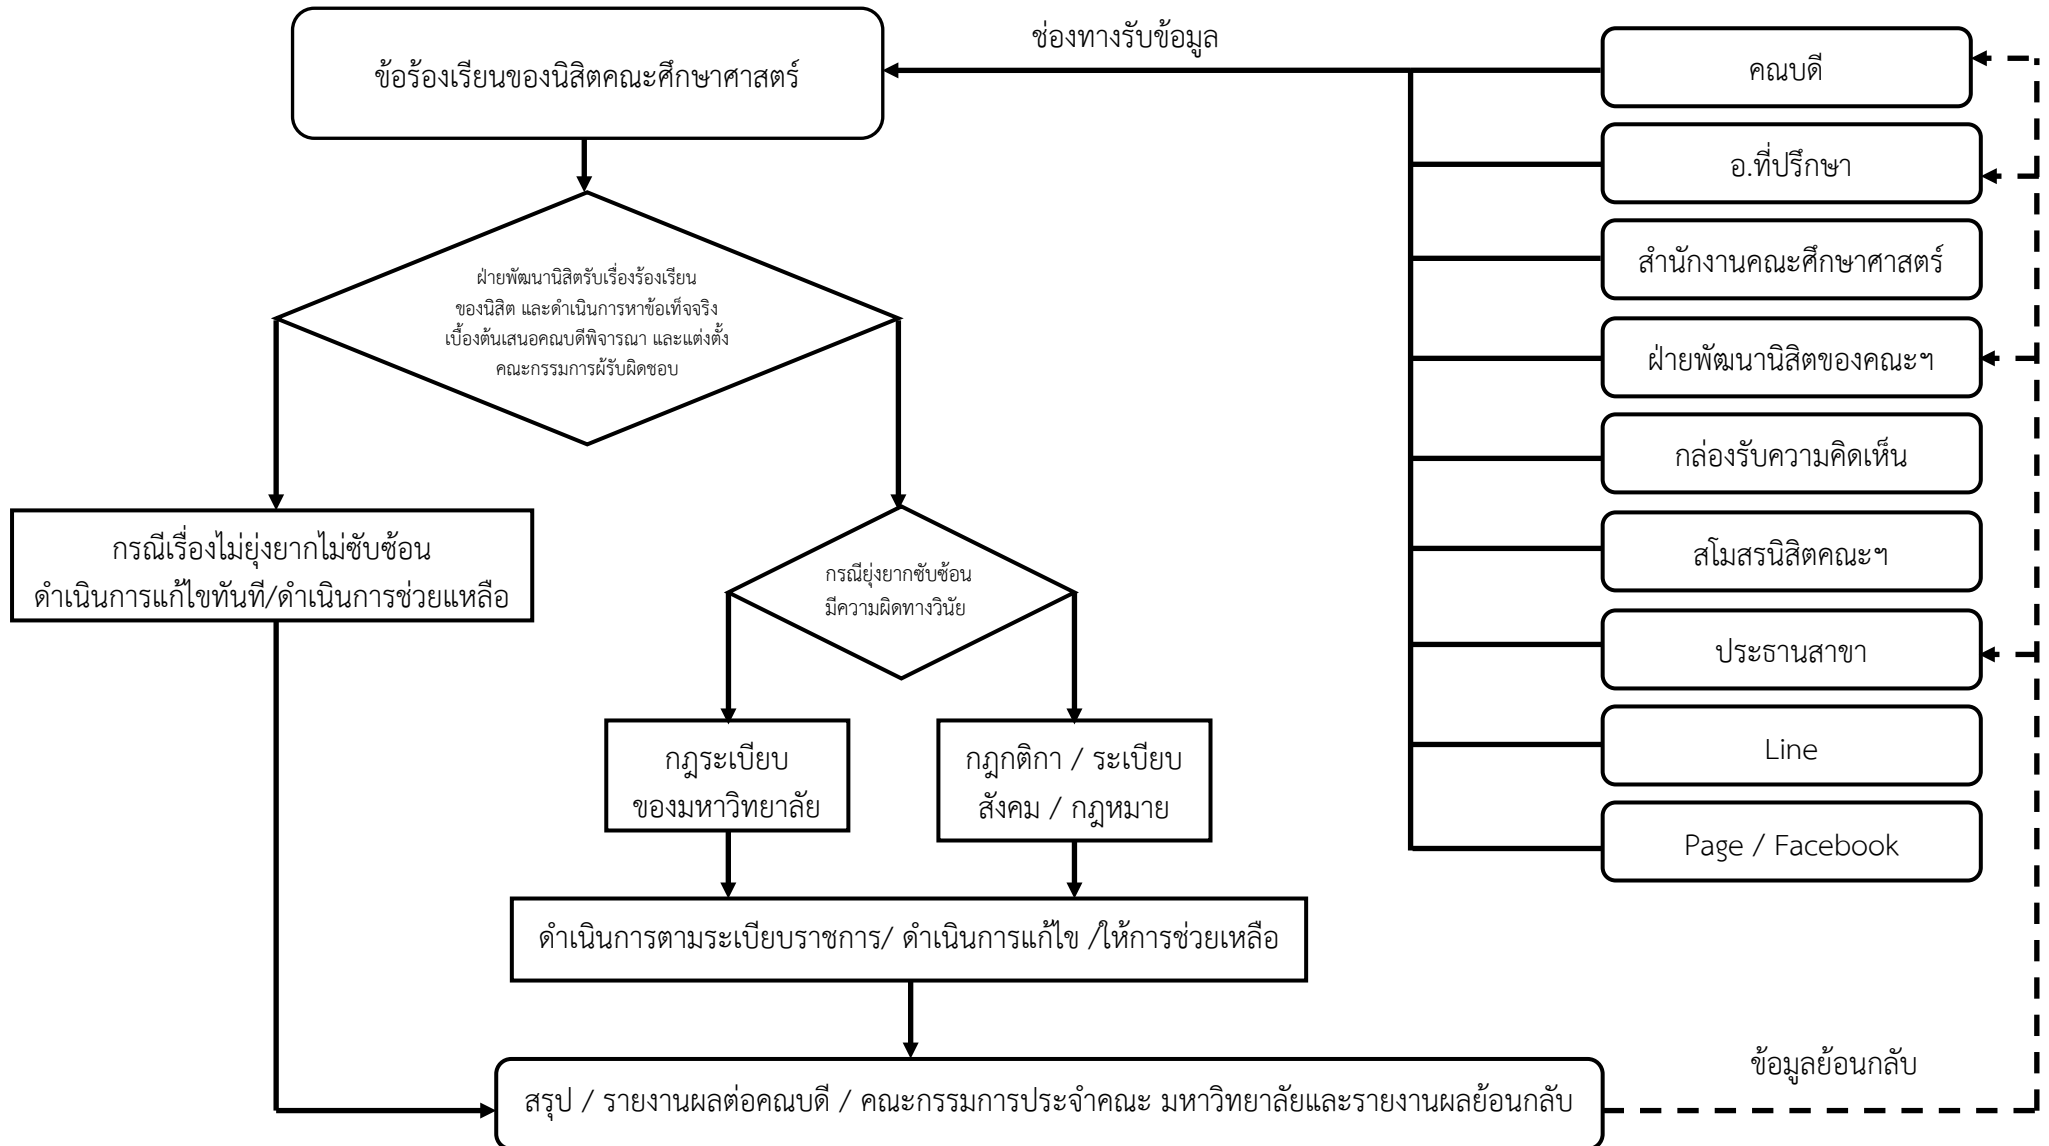 ช่องทางรับข้อมูล
ข้อร้องเรียนของนิสิตคณะศึกษาศาสตร์
คณบดี
อ.ที่ปรึกษา
สำนักงานคณะศึกษาศาสตร์
ฝ่ายพัฒนานิสิตของคณะฯ
กล่องรับความคิดเห็น
สโมสรนิสิตคณะฯ
ประธานสาขา
Line
Page / Facebook
ฝ่ายพัฒนานิสิตรับเรื่องร้องเรียน
ของนิสิต และดำเนินการหาข้อเท็จจริง
เบื้องต้นเสนอคณบดีพิจารณา และแต่งตั้ง
คณะกรรมการผู้รับผิดชอบ
กรณีเรื่องไม่ยุ่งยากไม่ซับซ้อน
ดำเนินการแก้ไขทันที/ดำเนินการช่วยแหลือ
กรณียุ่งยากซับซ้อน
มีความผิดทางวินัย
กฎระเบียบ
ของมหาวิทยาลัย
กฎกติกา / ระเบียบ
สังคม / กฎหมาย
ดำเนินการตามระเบียบราชการ/ ดำเนินการแก้ไข /ให้การช่วยเหลือ
ข้อมูลย้อนกลับ
สรุป / รายงานผลต่อคณบดี / คณะกรรมการประจำคณะ มหาวิทยาลัยและรายงานผลย้อนกลับ